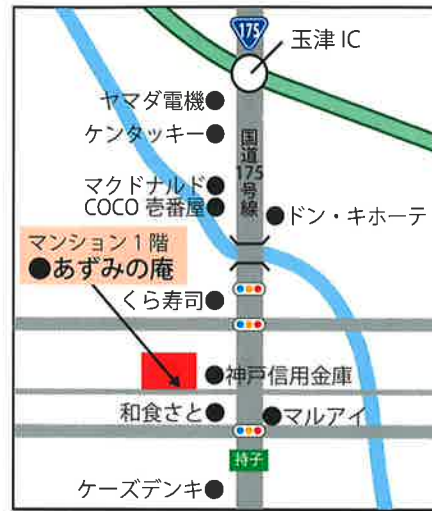 175
玉津 IC
ヤマダ電機
ケンタッキー
国道175号線
マクドナルド
COCO 壱番屋
ドン・キホーテ
マンション 1 階
●あずみの庵
くら寿司
神戸信用金庫
和食さと
マルアイ
持子
ケーズデンキ